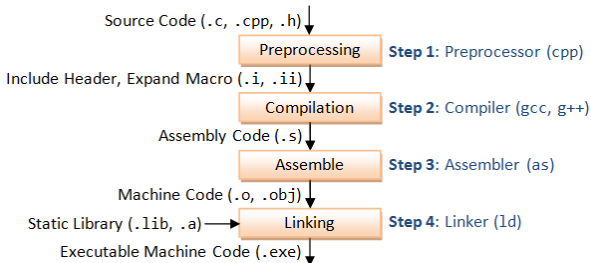 Source Code (.c, .cpp, .h)
Preprocessing
Step 1: Preprocessor (cpp)
Include Header, Expand Macro (.i, .ii)
Compilation
Step 2: Compiler (gcc, g++)
Assembly Code (.s)
Assemble
Step 3: Assembler (as)
Machine Code (.o, .obj)
Static Library (.lib, .a)
Linking
Step 4: Linker (ld)
Executable Machine Code (.exe)